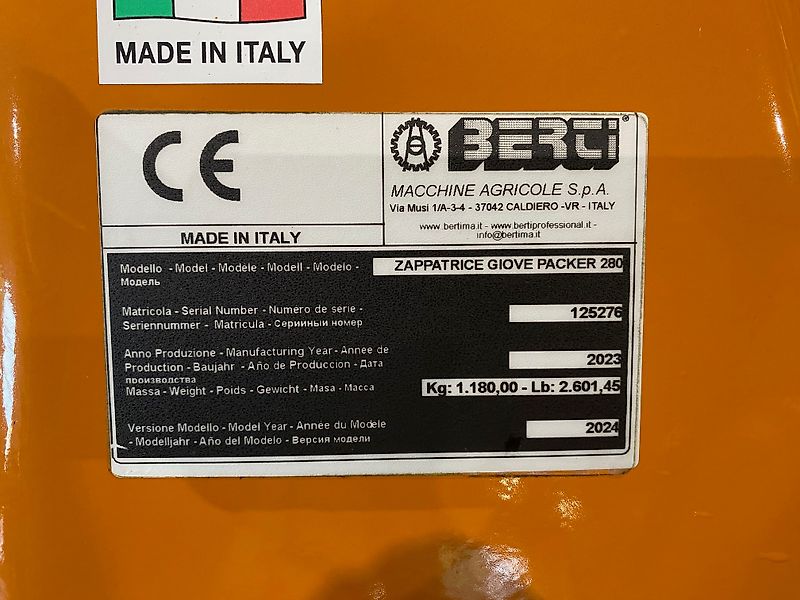 MADE IN ITALY
CE
BERTI®
MACCHINE AGRICOLE S.p.A.
Via Musi 1/A-3-4 - 37042 CALDIERO -VR - ITALY
www.bertima.it - www.bertiprofessional.it -
info@bertima.it
MADE IN ITALY
Modello - Model - Modèle - Modell - Modelo -
Модель
ZAPPATRICE GIOVE PACKER 280
Matricola - Serial Number - Numero de serie -
Seriennummer - Matricula - Серийный номер
125276
Anno Produzione - Manufacturing Year - Annee de
Production - Baujahr - Año de Produccion - Дата
производства
2023
Massa - Weight - Poids - Gewicht - Masa - Масса
Kg: 1.180,00 - Lb: 2.601,45
Versione Modello - Model Year - Année du Modele
- Modelljahr - Año del Modelo - Версия модели
2024